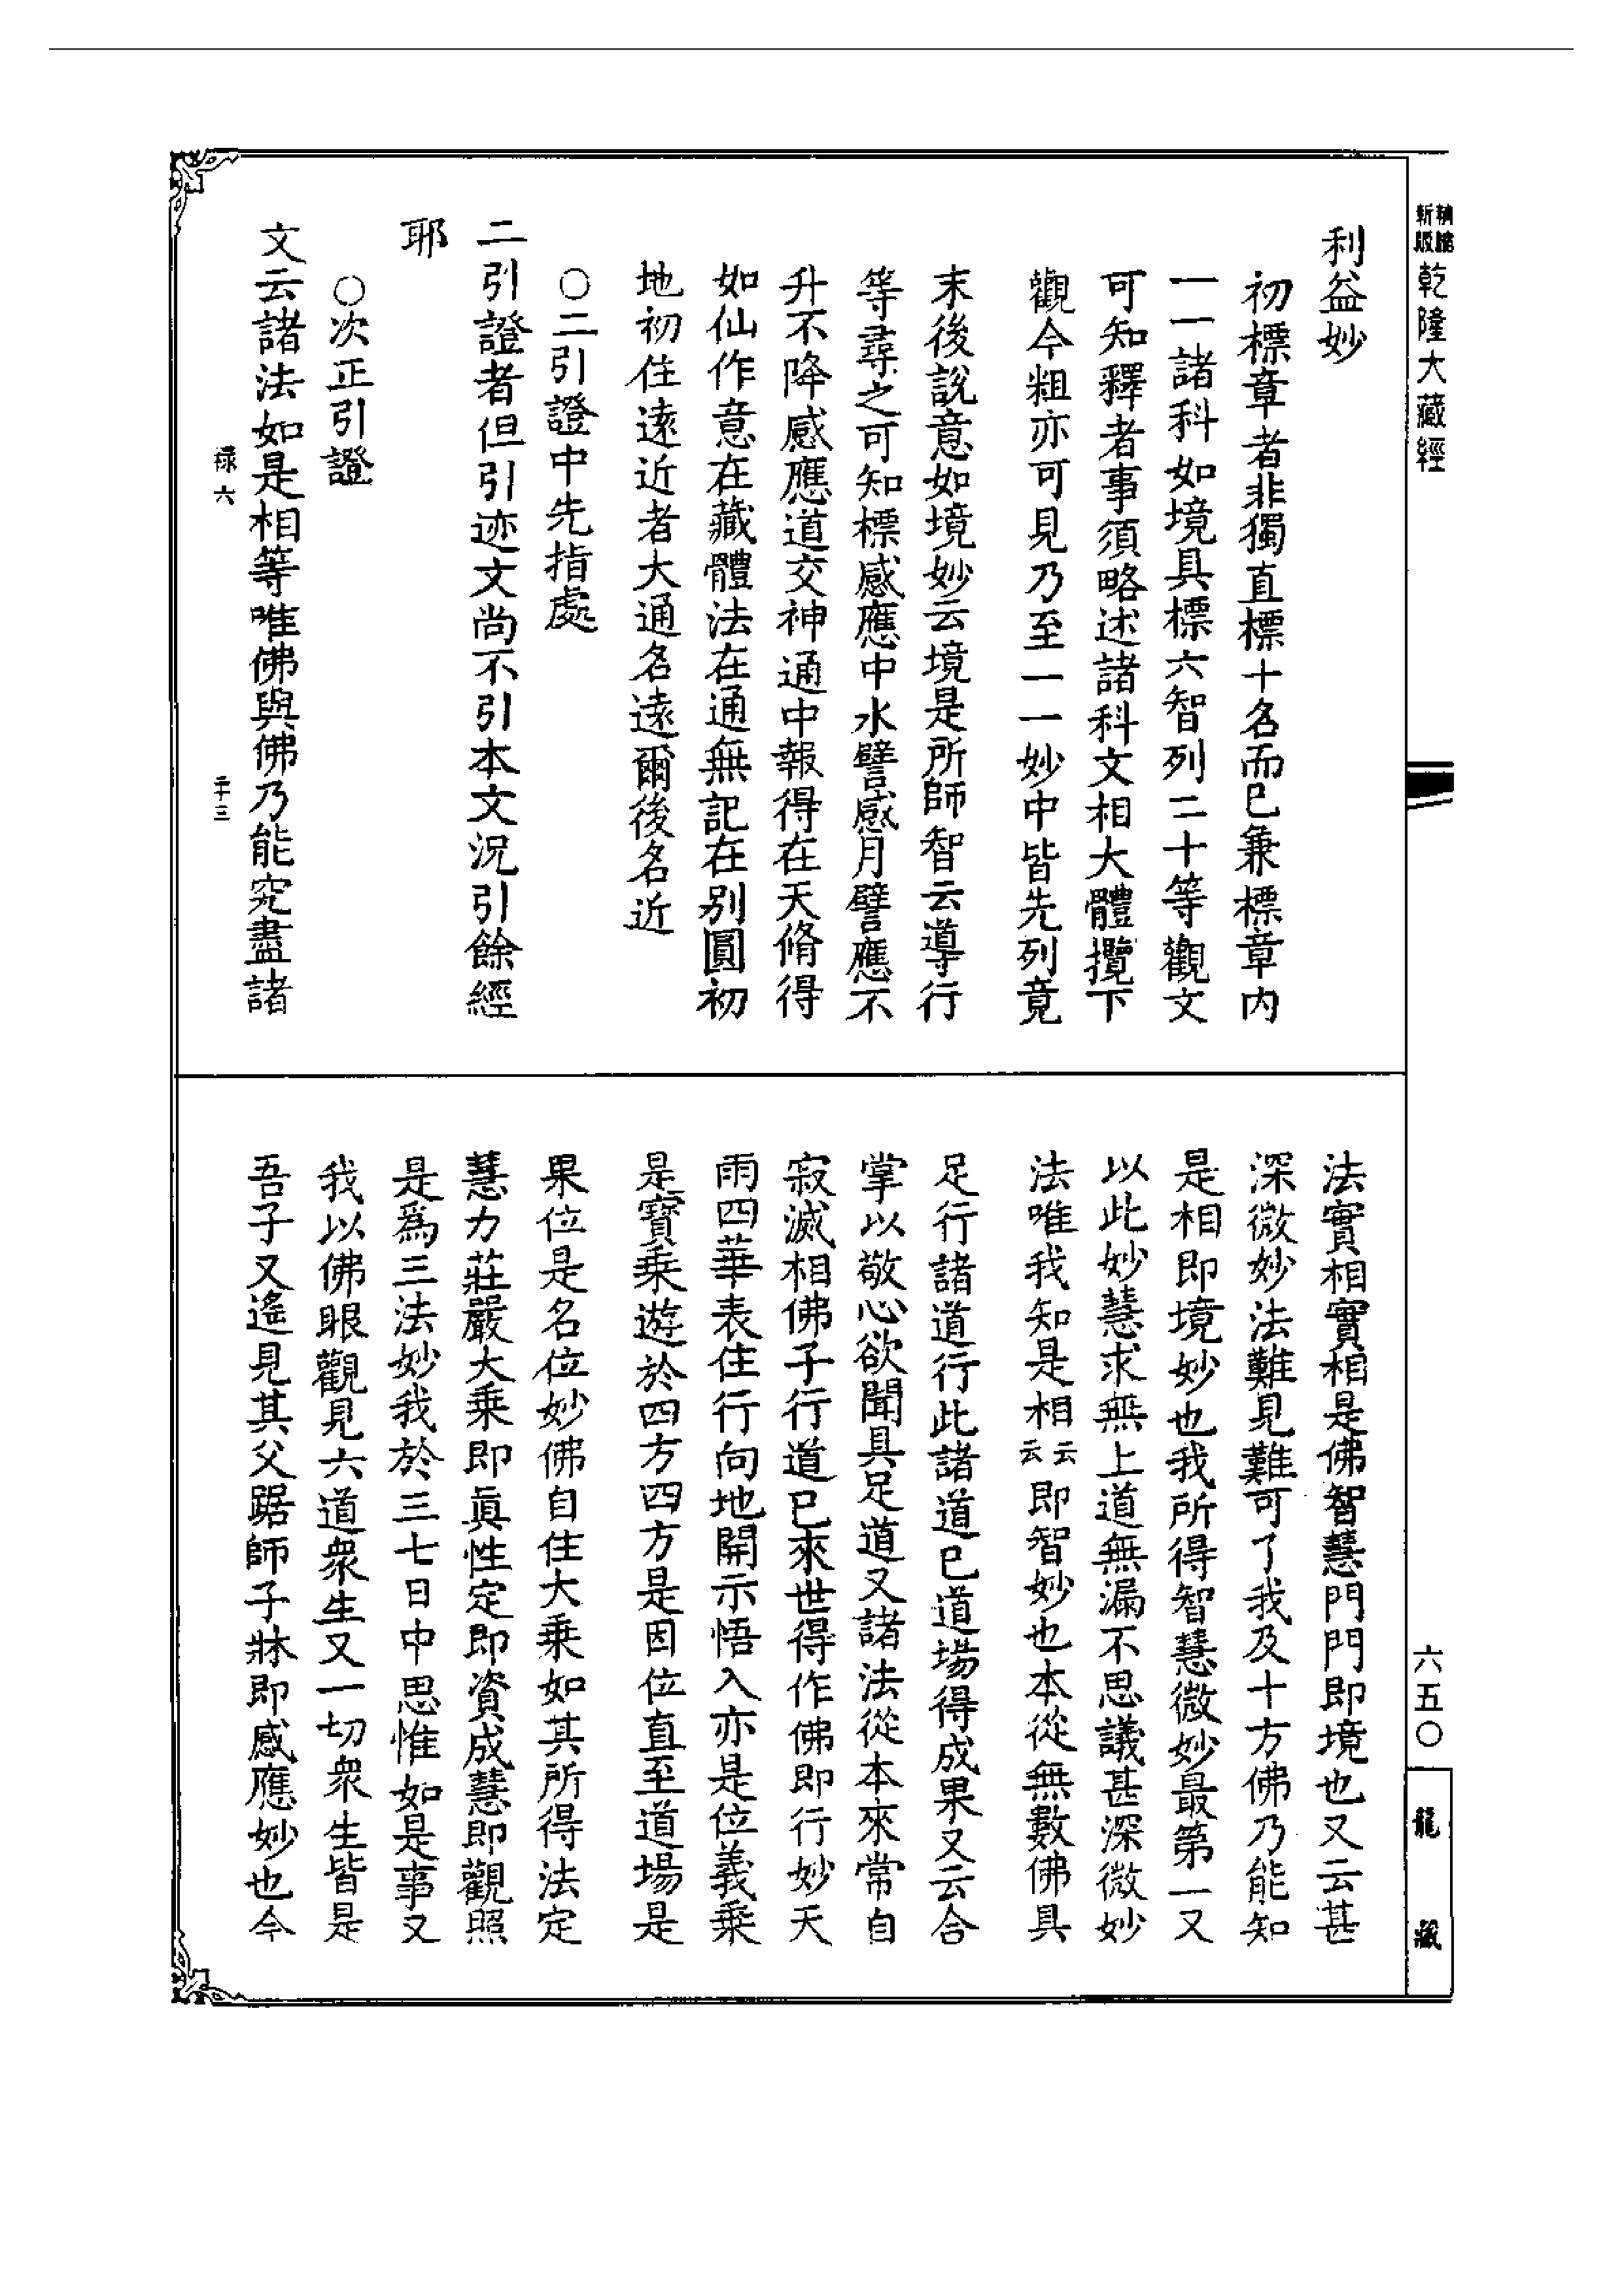 新版
精縮
乾隆大藏經
利益妙
初標章者非獨直標十名而已兼標章内
一一諸科如境具標六智列二十等觀文
可知釋者事須略述諸科文相大體攬下
觀今粗亦可見乃至一一妙中皆先列竟
末後說意如境妙云境是所師智云導行
等尋之可知標感應中水譬感月譬應不
升不降感應道交神通中報得在天脩得
如仙作意在藏體法在通無記在别圓初
地初住遠近者大通名遠爾後名近
○二引證中先指處
二引證者但引迹文尚不引本文況引餘經
耶
○次正引證
文云諸法如是相等唯佛與佛乃能究盡諸
祿六
二十三
法實相實相是佛智慧門門即境也又云甚
深微妙法難見難可了我及十方佛乃能知
是相即境妙也我所得智慧微妙最第一又
以此妙慧求無上道無漏不思議甚深微妙
法唯我知是相云云即智妙也本從無數佛具
足行諸道行此諸道已道場得成果又云合
掌以敬心欲聞具足道又諸法從本來常自
寂滅相佛子行道已來世得作佛即行妙天
雨四華表住行向地開示悟入亦是位義乘
是寶乘遊於四方四方是因位直至道場是
果位是名位妙佛自住大乘如其所得法定
慧力莊嚴大乘即眞性定即資成慧即觀照
是爲三法妙我於三七日中思惟如是事又
我以佛眼觀見六道衆生又一切衆生皆是
吾子又遙見其父踞師子牀即感應妙也今
六五〇
龍藏